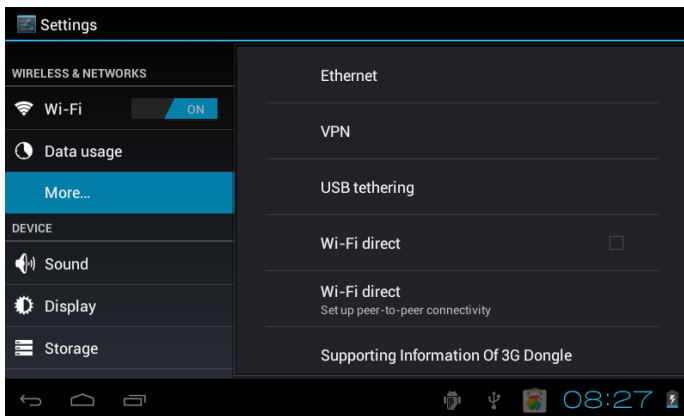 Settings
WIRELESS & NETWORKS
Wi-Fi
ON
Data usage
More...
DEVICE
Sound
Display
Storage
Ethernet
VPN
USB tethering
Wi-Fi direct
Wi-Fi direct
Set up peer-to-peer connectivity
Supporting Information Of 3G Dongle
08:27